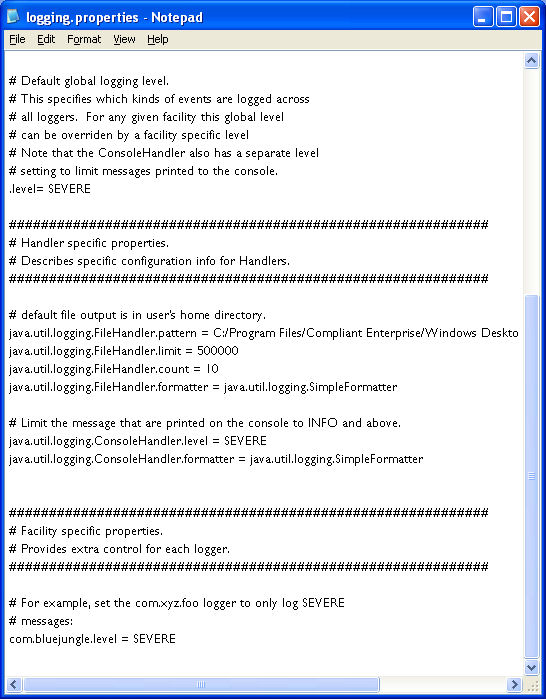 logging.properties - Notepad
File Edit Format View Help
# Default global logging level.
# This specifies which kinds of events are logged across
# all loggers.  For any given facility this global level
# can be overriden by a facility specific level
# Note that the ConsoleHandler also has a separate level
# setting to limit messages printed to the console.
.level= SEVERE
############################################################
# Handler specific properties.
# Describes specific configuration info for Handlers.
############################################################
# default file output is in user's home directory.
java.util.logging.FileHandler.pattern = C:/Program Files/Compliant Enterprise/Windows Deskto
java.util.logging.FileHandler.limit = 500000
java.util.logging.FileHandler.count = 10
java.util.logging.FileHandler.formatter = java.util.logging.SimpleFormatter
# Limit the message that are printed on the console to INFO and above.
java.util.logging.ConsoleHandler.level = SEVERE
java.util.logging.ConsoleHandler.formatter = java.util.logging.SimpleFormatter
############################################################
# Facility specific properties.
# Provides extra control for each logger.
############################################################
# For example, set the com.xyz.foo logger to only log SEVERE
# messages:
com.bluejungle.level = SEVERE